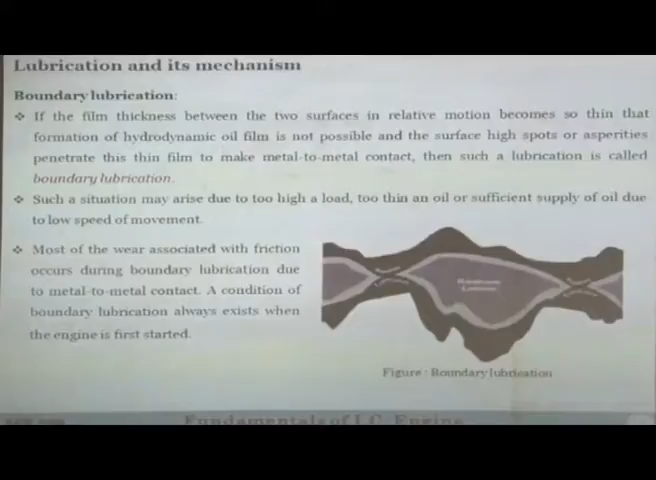 Lubrication and its mechanism
Boundary lubrication:
❖ If the film thickness between the two surfaces in relative motion becomes so thin that
formation of hydrodynamic oil film is not possible and the surface high spots or asperities
penetrate this thin film to make metal-to-metal contact, then such a lubrication is called
boundary lubrication.
❖ Such a situation may arise due to too high a load, too thin an oil or sufficient supply of oil due
to low speed of movement.
❖ Most of the wear associated with friction
occurs during boundary lubrication due
to metal-to-metal contact. A condition of
boundary lubrication always exists when
the engine is first started.
Figure : Boundary lubrication
Fundamentals of I.C. Engine